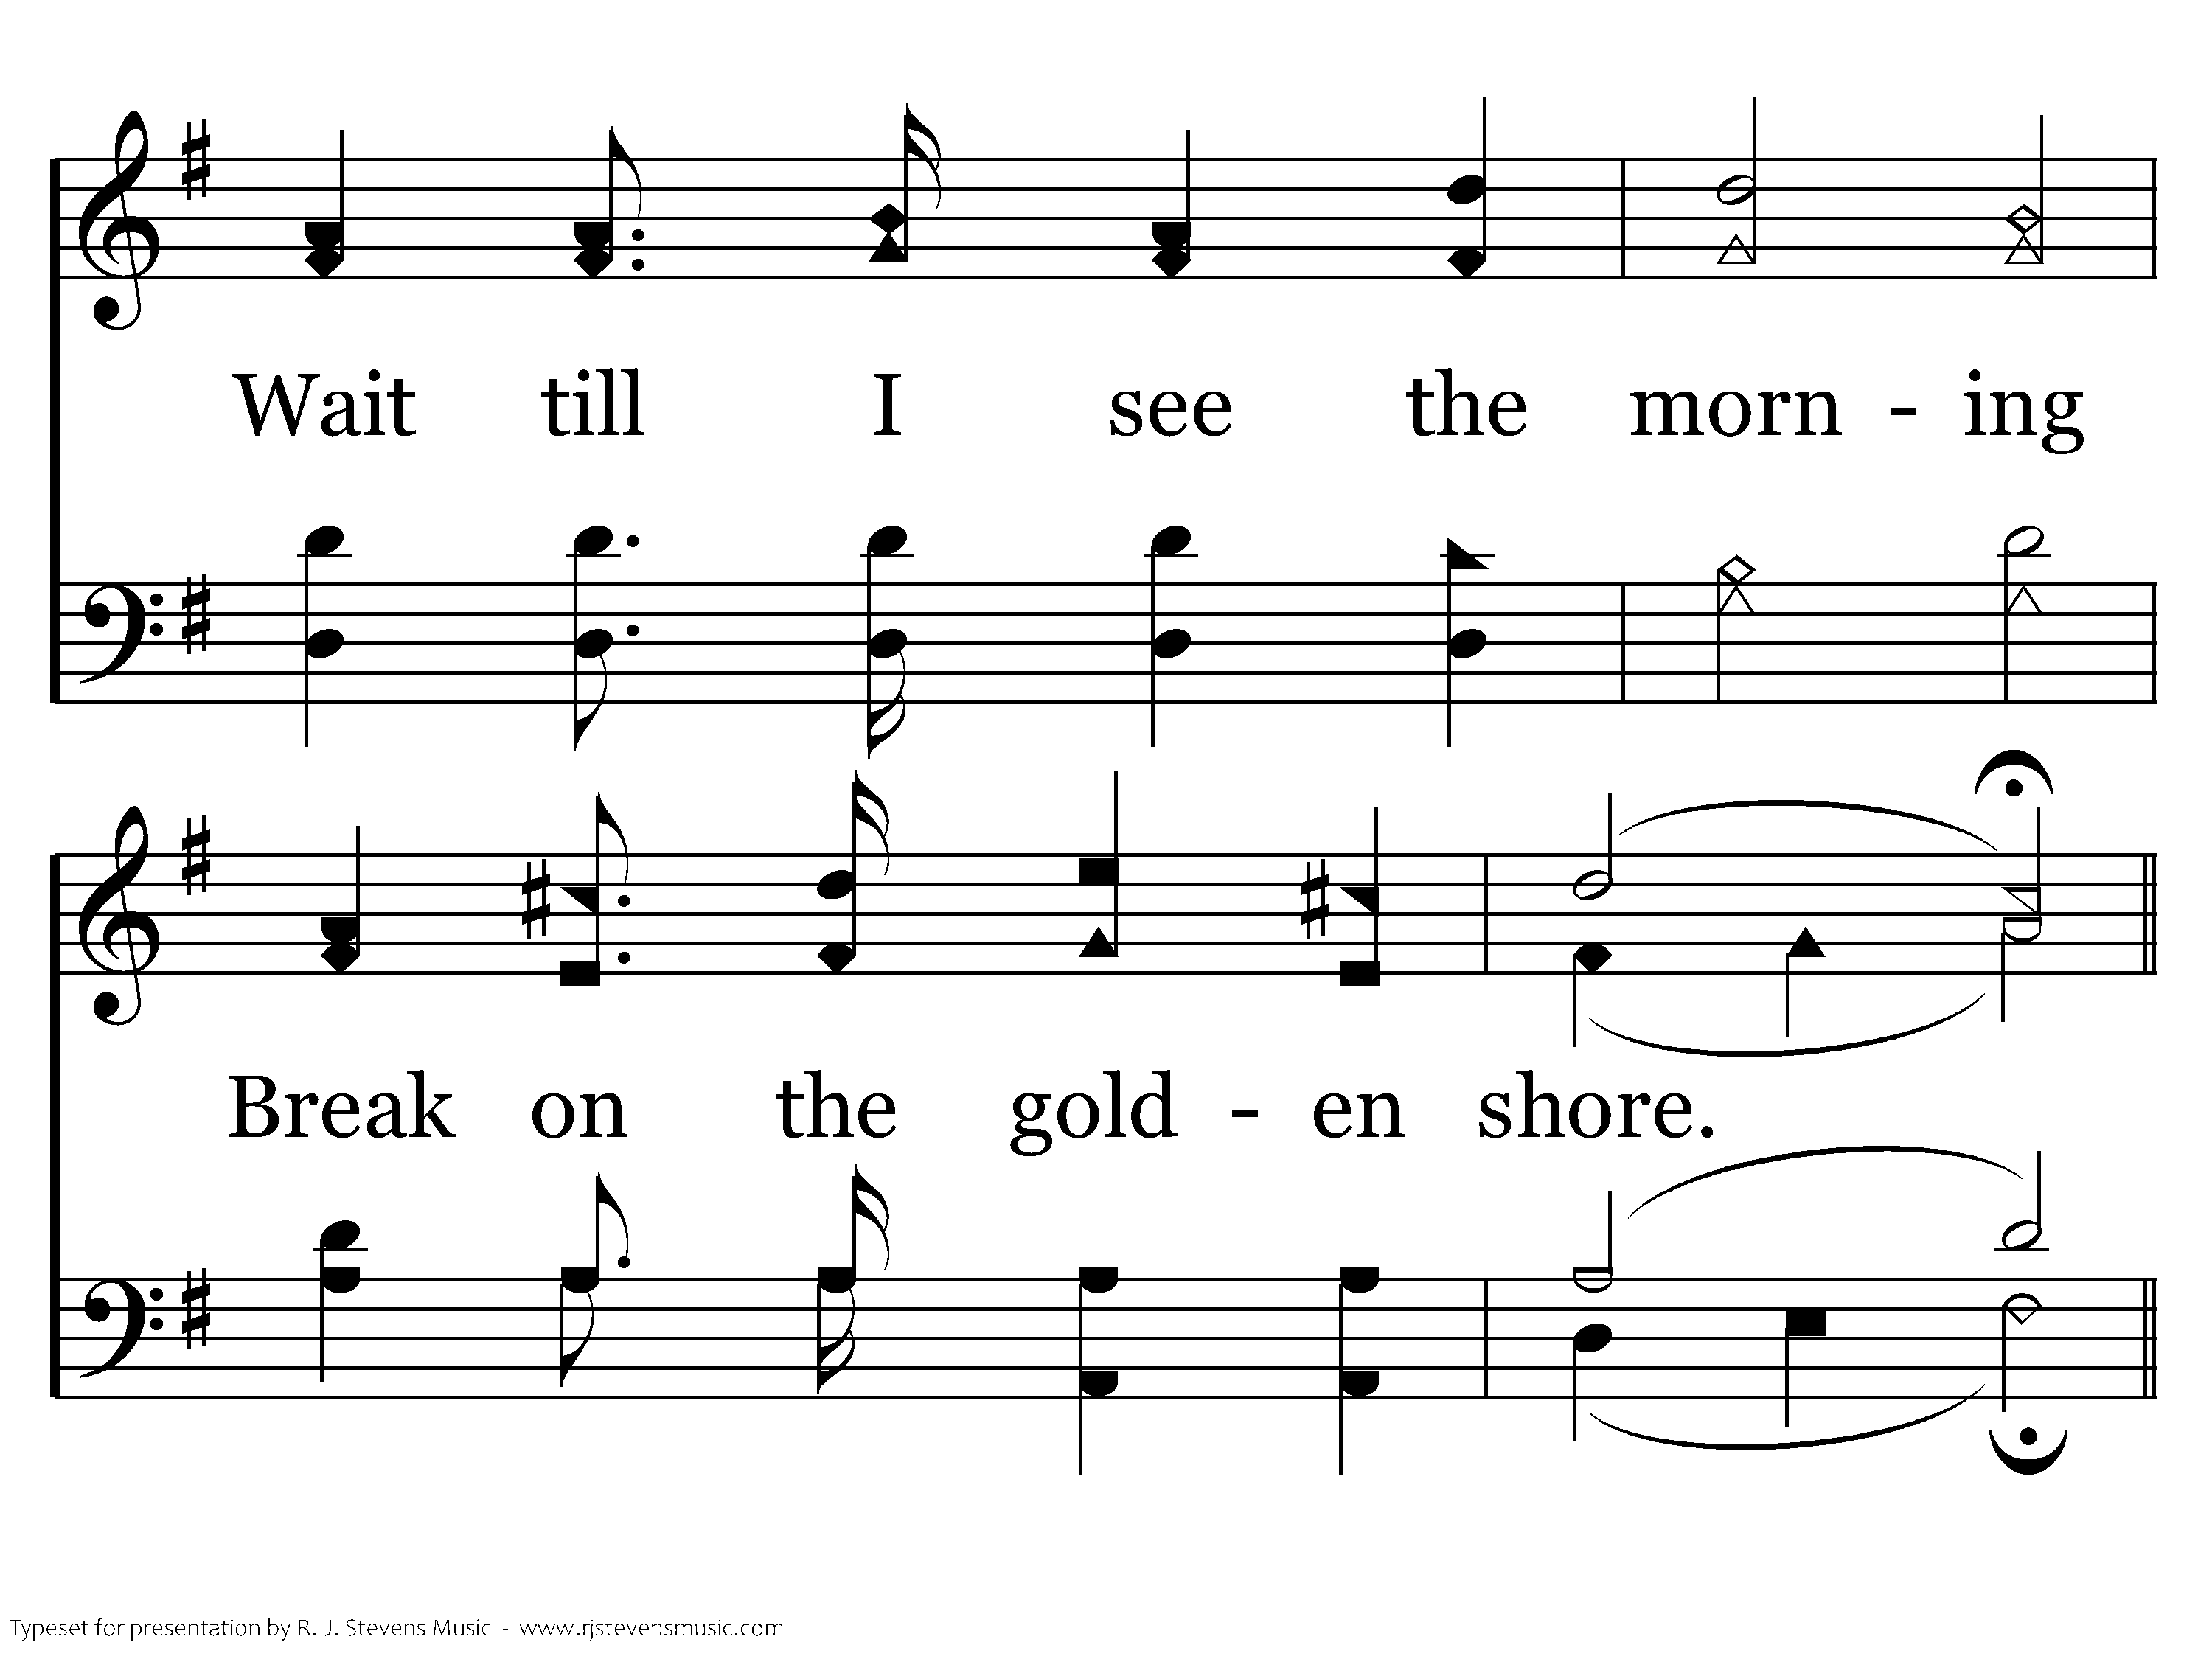 Wait till I see the morn - ing
Break on the gold - en shore.
Typeset for presentation by R. J. Stevens Music - www.rjstevensmusic.com